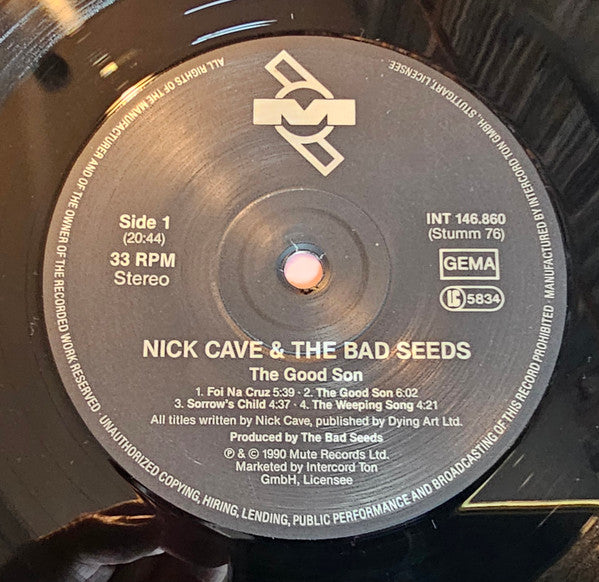 M
Side 1
(20:44)
33 RPM
Stereo
INT 146.860
(Stumm 76)
GEMA
LC 5834
NICK CAVE & THE BAD SEEDS
The Good Son
1. Foi Na Cruz 5:39 · 2. The Good Son 6:02
3. Sorrow's Child 4:37 · 4. The Weeping Song 4:21
All titles written by Nick Cave, published by Dying Art Ltd.
Produced by The Bad Seeds
℗ & © 1990 Mute Records Ltd.
Marketed by Intercord Ton
GmbH, Licensee
ALL RIGHTS OF THE MANUFACTURER AND OF THE OWNER OF THE RECORDED WORK RESERVED · UNAUTHORIZED COPYING, HIRING, LENDING, PUBLIC PERFORMANCE AND BROADCASTING OF THIS RECORD PROHIBITED · MANUFACTURED BY INTERCORD TON GMBH, STUTTGART, LICENSEE.